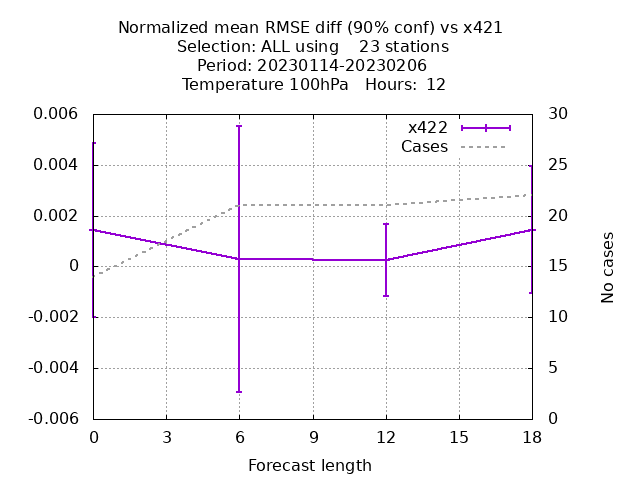 Normalized mean RMSE diff (90% conf) vs x421
Selection: ALL using    23 stations
Period: 20230114-20230206
Temperature 100hPa   Hours:  12
x422
Cases
0.006
0.004
0.002
0
-0.002
-0.004
-0.006
30
25
20
15
10
5
0
No cases
0 3 6 9 12 15 18
Forecast length